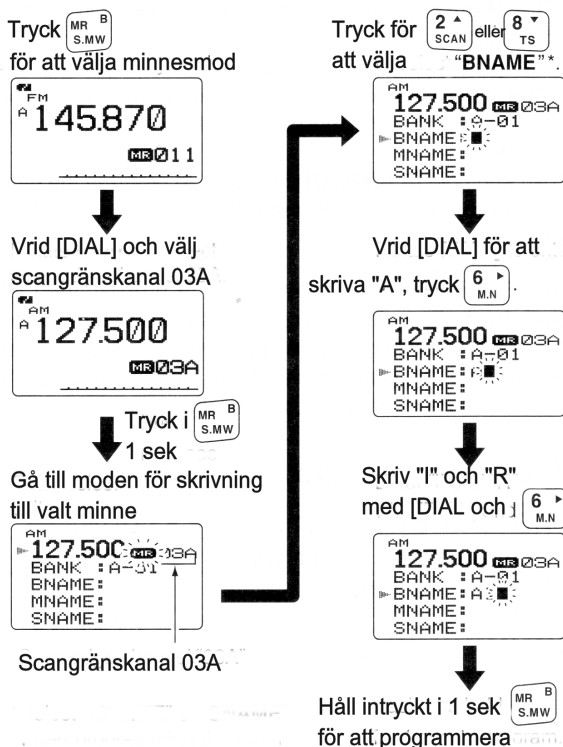 Tryck MR B S.MW
för att välja minnesmod
FM
A 145.870
MR 011
Vrid [DIAL] och välj
scangränskanal 03A
AM
A 127.500
MR 03A
Tryck i MR B S.MW
1 sek
Gå till moden för skrivning
till valt minne
AM
127.500 MR 03A
BANK : A-01
BNAME:
MNAME:
SNAME:
Scangränskanal 03A
Tryck för 2 SCAN eller 8 TS
att välja "BNAME"*.
AM
127.500 MR 03A
BANK : A-01
BNAME:
MNAME:
SNAME:
Vrid [DIAL] för att
skriva "A", tryck 6 M.N .
AM
127.500 MR 03A
BANK : A-01
BNAME:
MNAME:
SNAME:
Skriv "I" och "R"
med [DIAL och 6 M.N
AM
127.500 MR 03A
BANK : A-01
BNAME: A
MNAME:
SNAME:
Håll intryckt i 1 sek MR B S.MW
för att programmera